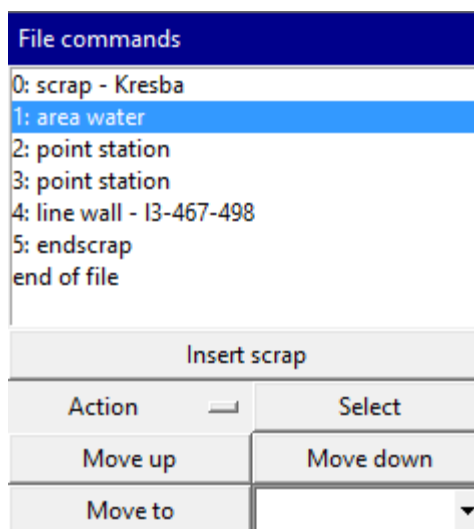 File commands
0: scrap - Kresba
1: area water
2: point station
3: point station
4: line wall - l3-467-498
5: endscrap
end of file
Insert scrap
Action
Select
Move up
Move down
Move to